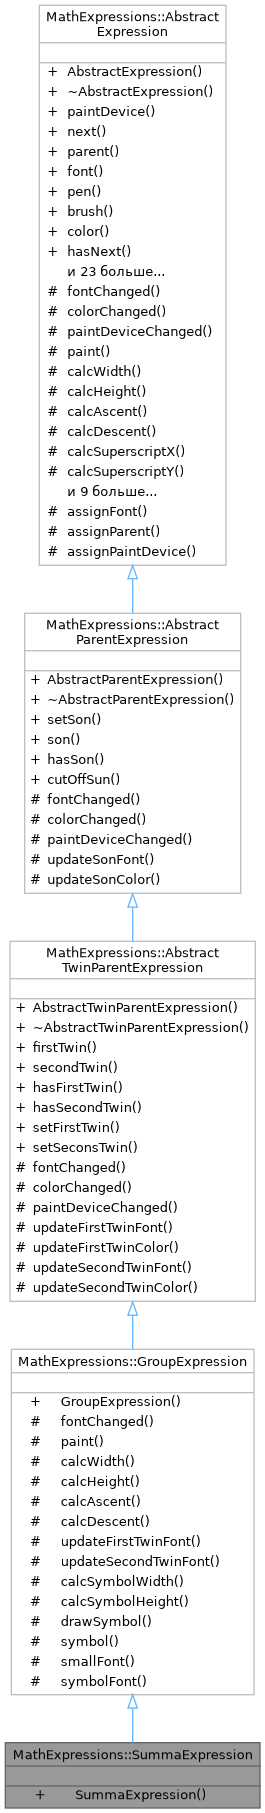 MathExpressions::Abstract
Expression
+ AbstractExpression()
+ ~AbstractExpression()
+ paintDevice()
+ next()
+ parent()
+ font()
+ pen()
+ brush()
+ color()
+ hasNext()
и 23 больше...
# fontChanged()
# colorChanged()
# paintDeviceChanged()
# paint()
# calcWidth()
# calcHeight()
# calcAscent()
# calcDescent()
# calcSuperscriptX()
# calcSuperscriptY()
и 9 больше...
# assignFont()
# assignParent()
# assignPaintDevice()
MathExpressions::Abstract
ParentExpression
+ AbstractParentExpression()
+ ~AbstractParentExpression()
+ setSon()
+ son()
+ hasSon()
+ cutOffSun()
# fontChanged()
# colorChanged()
# paintDeviceChanged()
# updateSonFont()
# updateSonColor()
MathExpressions::Abstract
TwinParentExpression
+ AbstractTwinParentExpression()
+ ~AbstractTwinParentExpression()
+ firstTwin()
+ secondTwin()
+ hasFirstTwin()
+ hasSecondTwin()
+ setFirstTwin()
+ setSeconsTwin()
# fontChanged()
# colorChanged()
# paintDeviceChanged()
# updateFirstTwinFont()
# updateFirstTwinColor()
# updateSecondTwinFont()
# updateSecondTwinColor()
MathExpressions::GroupExpression
+ GroupExpression()
# fontChanged()
# paint()
# calcWidth()
# calcHeight()
# calcAscent()
# calcDescent()
# updateFirstTwinFont()
# updateSecondTwinFont()
# calcSymbolWidth()
# calcSymbolHeight()
# drawSymbol()
# symbol()
# smallFont()
# symbolFont()
MathExpressions::SummaExpression
+ SummaExpression()